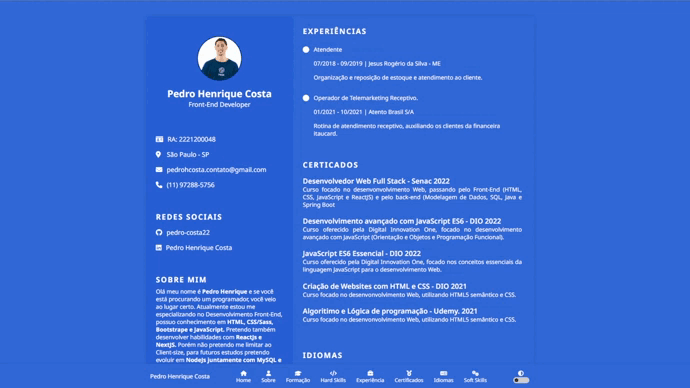 Pedro Henrique Costa
Front-End Developer
RA: 2221200048
São Paulo - SP
pedrohcosta.contato@gmail.com
(11) 97288-5756
REDES SOCIAIS
pedro-costa22
Pedro Henrique Costa
SOBRE MIM
Olá meu nome é Pedro Henrique e se você
está procurando um programador, você veio
ao lugar certo. Atualmente estou me
especializando no Desenvolvimento Front-End,
possuo conhecimento em HTML, CSS/Sass,
Bootstrape e JavaScript. Pretendo também
desenvolver habilidades com ReactJs e
NextJS. Porém não pretendo me limitar ao
Client-size, para futuros estudos pretendo
evoluir em NodeJs juntamente com MySQL e
EXPERIÊNCIAS
Atendente
07/2018 - 09/2019 | Jesus Rogério da Silva - ME
Organização e reposição de estoque e atendimento ao cliente.
Operador de Telemarketing Receptivo.
01/2021 - 10/2021 | Atento Brasil S/A
Rotina de atendimento receptivo, auxiliando os clientes da financeira
Itaucard.
CERTICADOS
Desenvolvedor Web Full Stack - Senac 2022
Curso focado no desenvonvolvimento Web, passando pelo Front-End (HTML,
CSS, JavaScript e ReactJS) e pelo back-end (Modelagem de Dados, SQL, Java e
Spring Boot
Desenvolvimento avançado com JavaScript ES6 - DIO 2022
Curso oferecido pela Digital Innovation One, focado no desenvolvimento
avançado com JavaScript (Orientação e Objetos e Programação Funcional).
JavaScript ES6 Essencial - DIO 2022
Curso oferecido pela Digital Innovation One, focado nos conceitos essenciais da
linguagem JavaScript para o desenvolvimento Web.
Criação de Websites com HTML e CSS - DIO 2021
Curso focado no desenvonvolvimento Web, utilizando HTML5 semântico e CSS.
Algoritimo e Lógica de programação - Udemy. 2021
Curso focado no desenvonvolvimento Web, utilizando HTML5 semântico e CSS.
IDIOMAS
Pedro Henrique Costa
Home
Sobre
Formação
Hard Skills
Experiência
Certificados
Idiomas
Soft Skills